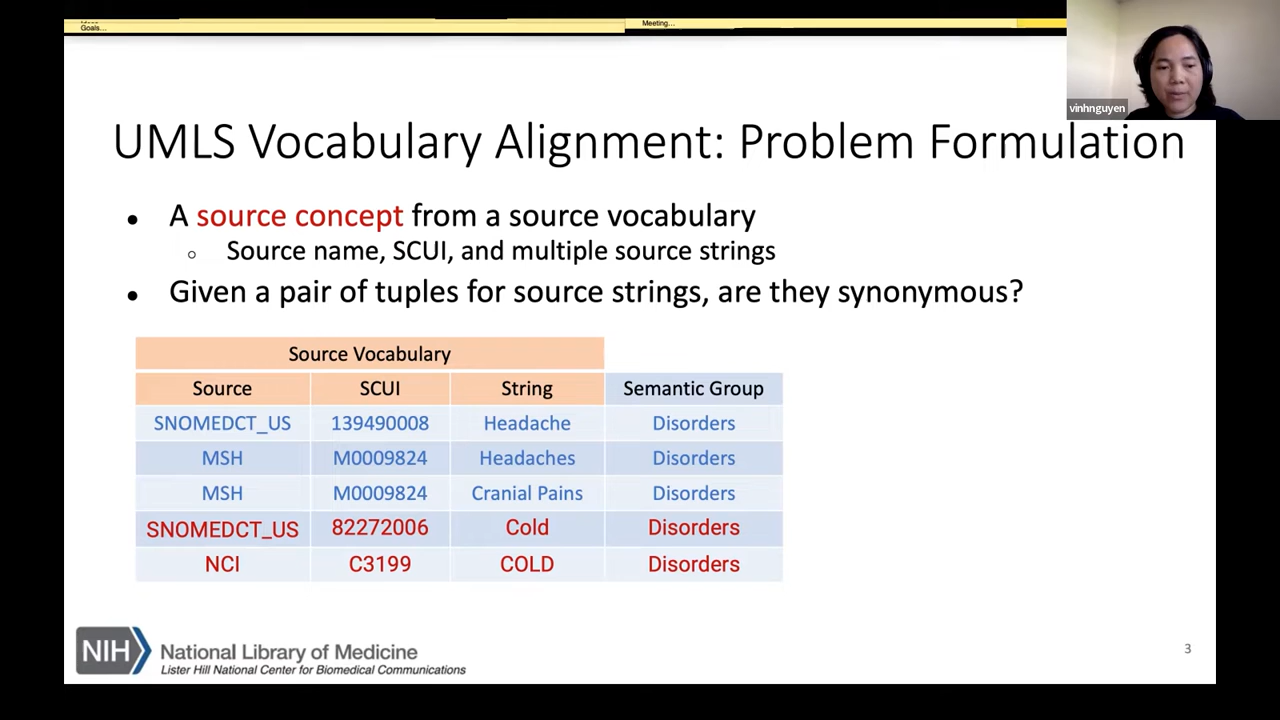 Goals...
Meeting...
vinhnguyen
UMLS Vocabulary Alignment: Problem Formulation
A source concept from a source vocabulary
Source name, SCUI, and multiple source strings
Given a pair of tuples for source strings, are they synonymous?
Source Vocabulary
Source SCUI String Semantic Group
SNOMEDCT_US 139490008 Headache Disorders
MSH M0009824 Headaches Disorders
MSH M0009824 Cranial Pains Disorders
SNOMEDCT_US 82272006 Cold Disorders
NCI C3199 COLD Disorders
NIH National Library of Medicine
Lister Hill National Center for Biomedical Communications
3